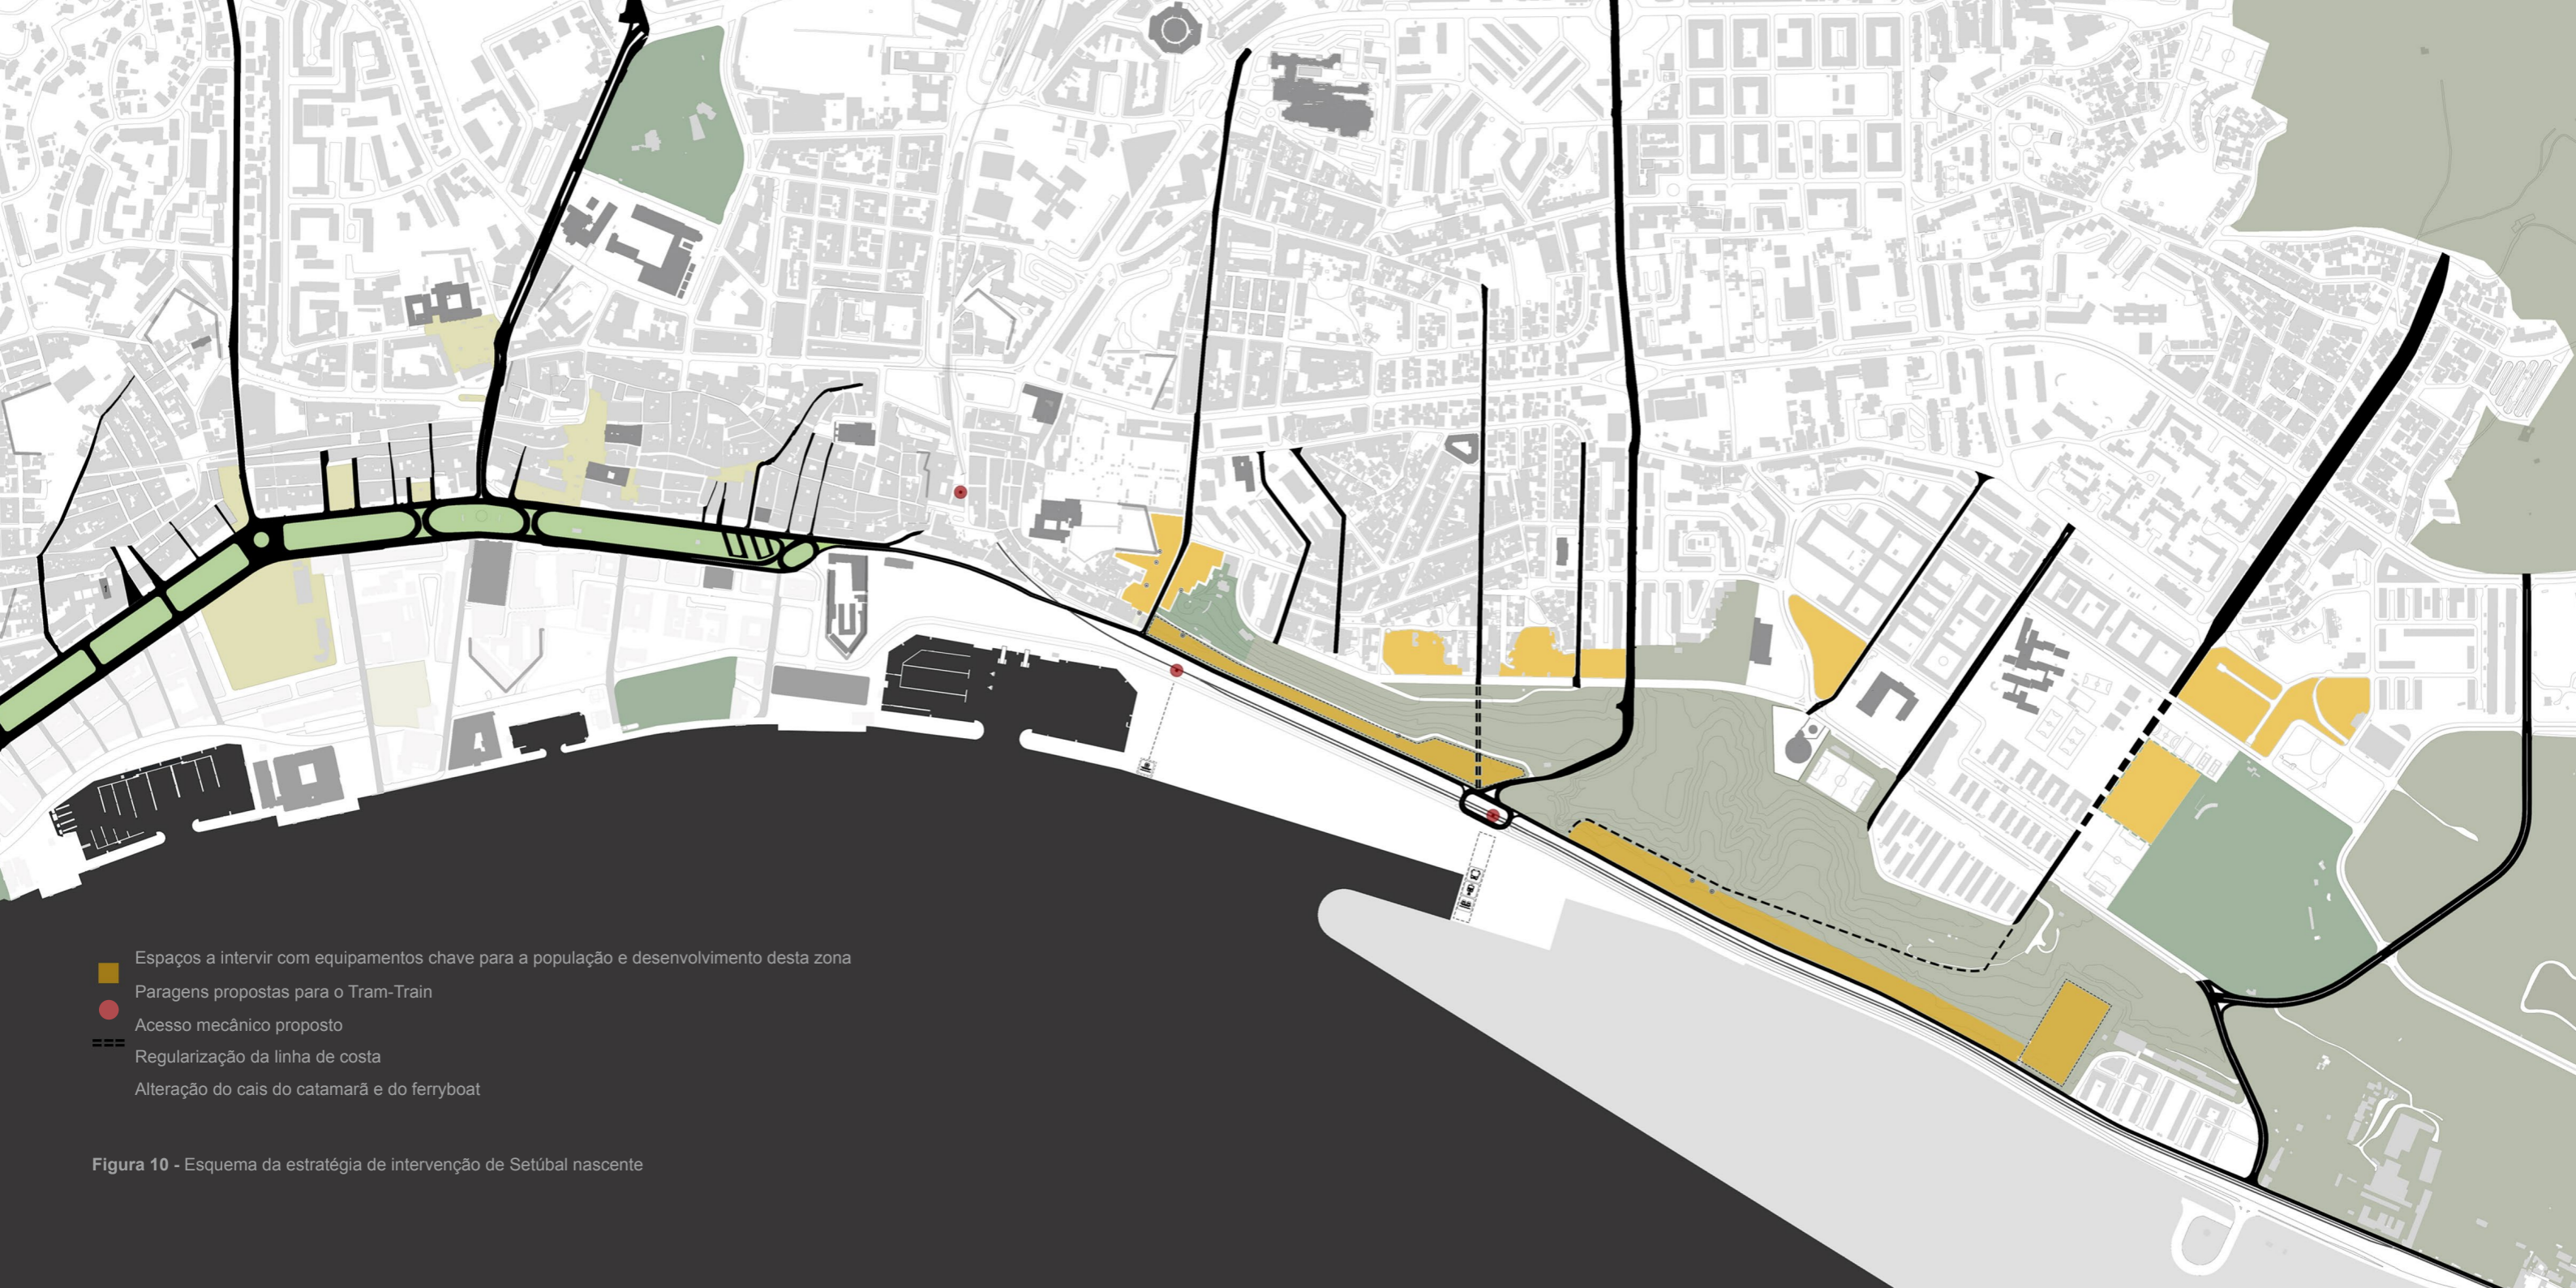 Espaços a intervir com equipamentos chave para a população e desenvolvimento desta zona
Paragens propostas para o Tram-Train
Acesso mecânico proposto
Regularização da linha de costa
Alteração do cais do catamarã e do ferryboat
Figura 10 - Esquema da estratégia de intervenção de Setúbal nascente